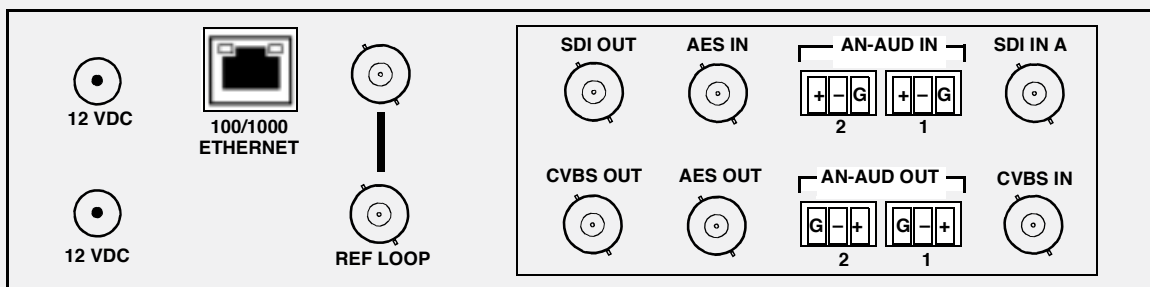 SDI OUT
AES IN
AN-AUD IN
SDI IN A
+ – G
+ – G
2
1
12 VDC
100/1000
ETHERNET
CVBS OUT
AES OUT
AN-AUD OUT
CVBS IN
G – +
G – +
2
1
12 VDC
REF LOOP